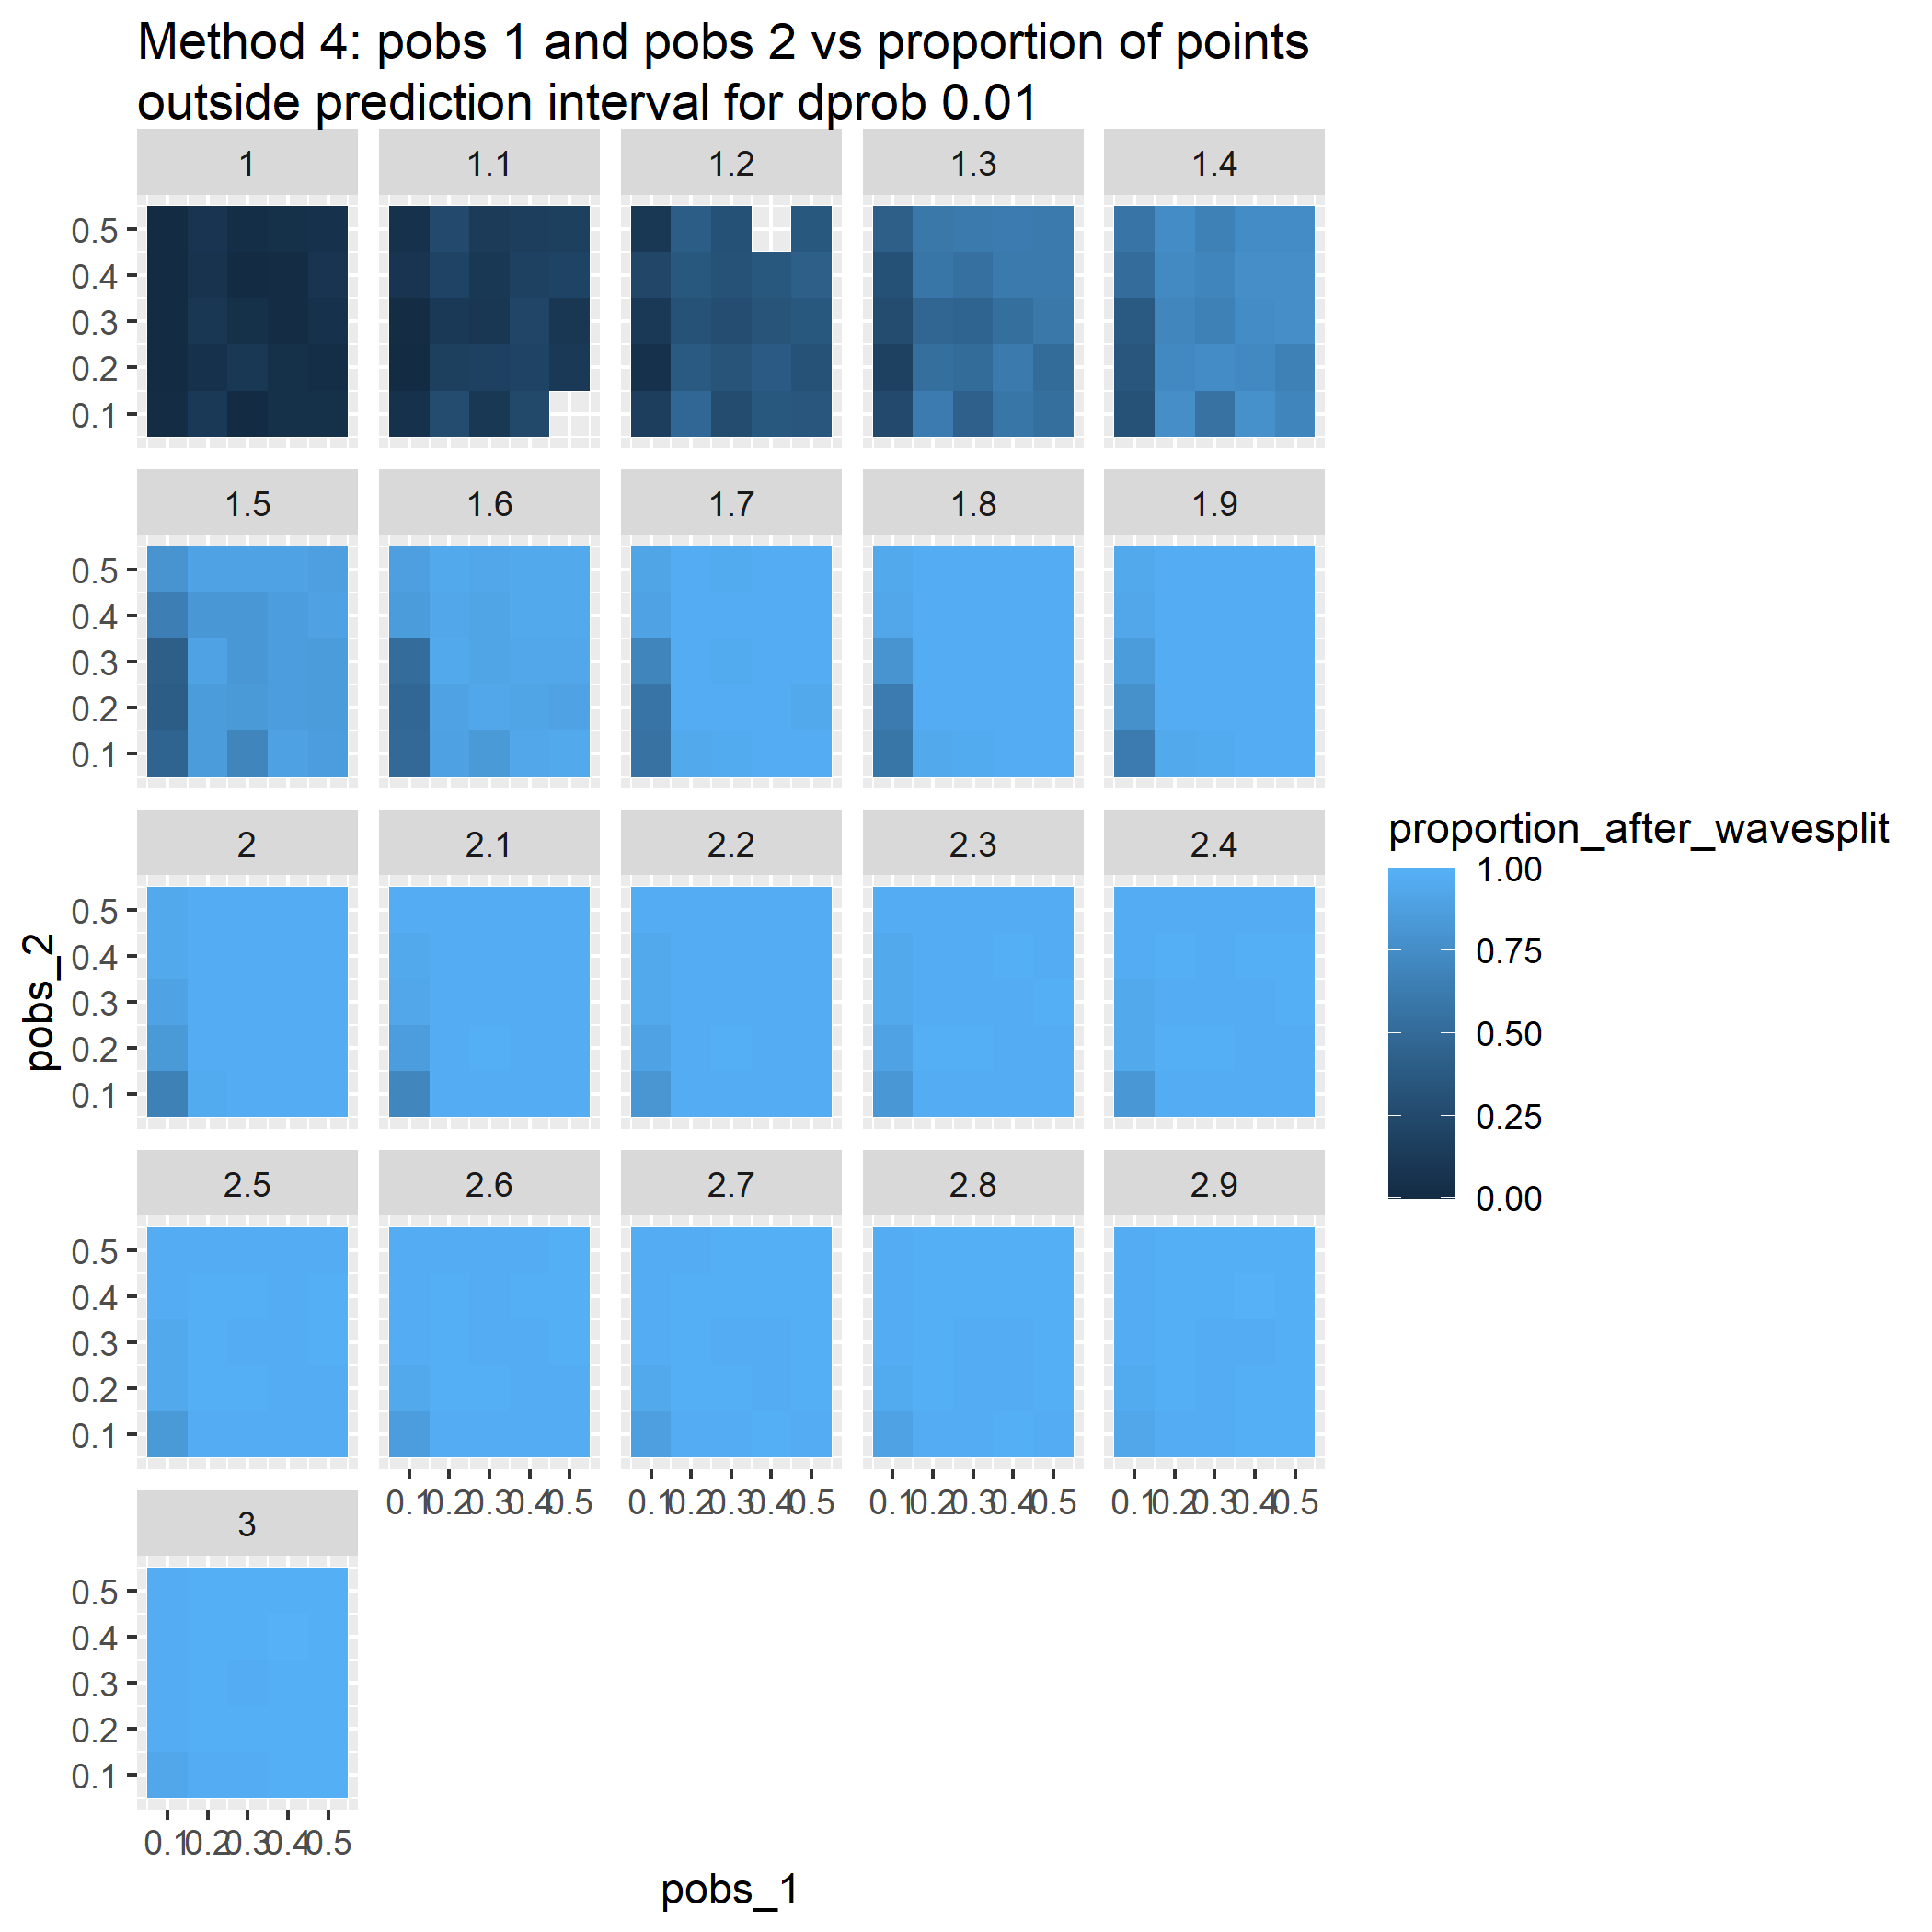 Method 4: pobs 1 and pobs 2 vs proportion of points
outside prediction interval for dprob 0.01
1 1.1 1.2 1.3 1.4
0.5
0.4
0.3
0.2
0.1
1.5 1.6 1.7 1.8 1.9
0.5
0.4
0.3
0.2
0.1
2 2.1 2.2 2.3 2.4
0.5
0.4
0.3
0.2
0.1
2.5 2.6 2.7 2.8 2.9
0.5
0.4
0.3
0.2
0.1
0.1 0.2 0.3 0.4 0.5 0.1 0.2 0.3 0.4 0.5 0.1 0.2 0.3 0.4 0.5 0.1 0.2 0.3 0.4 0.5
3
0.5
0.4
0.3
0.2
0.1
0.1 0.2 0.3 0.4 0.5
pobs_1
pobs_2
proportion_after_wavesplit
1.00
0.75
0.50
0.25
0.00